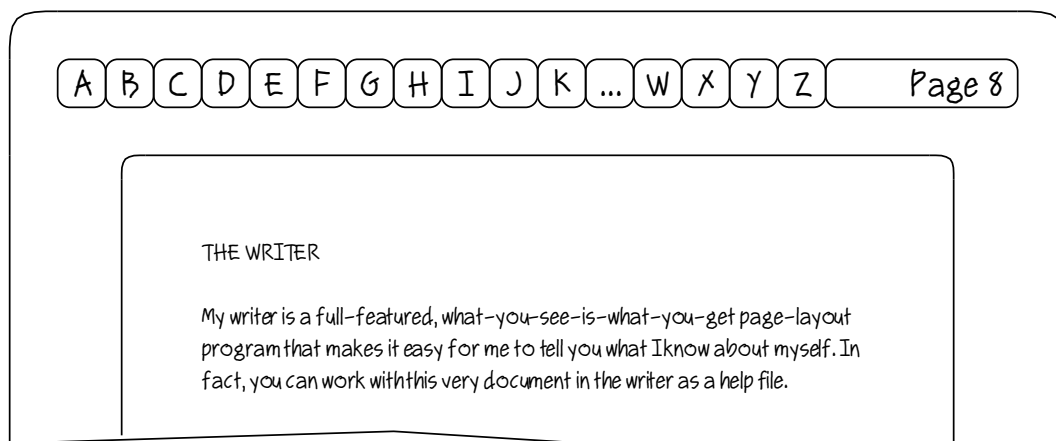 A B C D E F G H I J K ... W X Y Z Page 8
THE WRITER
My writer is a full-featured, what-you-see-is-what-you-get page-layout
program that makes it easy for me to tell you what I know about myself. In
fact, you can work with this very document in the writer as a help file.